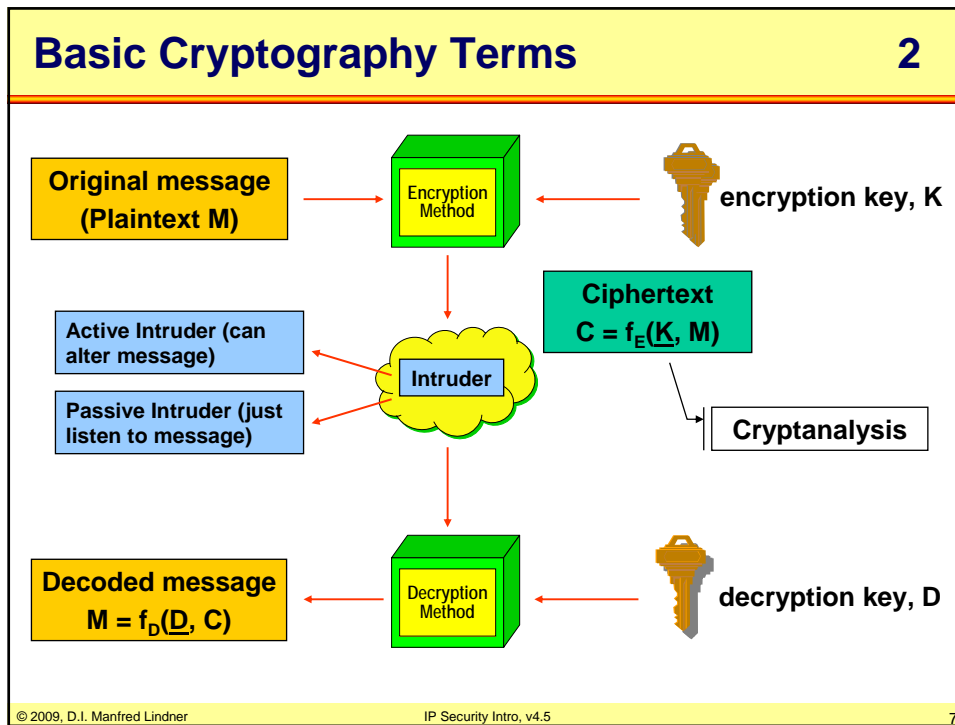 Basic Cryptography Terms 2
Original message
(Plaintext M)
Encryption
Method
encryption key, K
Ciphertext
C = fE(K, M)
Active Intruder (can
alter message)
Intruder
Passive Intruder (just
listen to message)
Cryptanalysis
Decoded message
M = fD(D, C)
Decryption
Method
decryption key, D
© 2009, D.I. Manfred Lindner IP Security Intro, v4.5 7